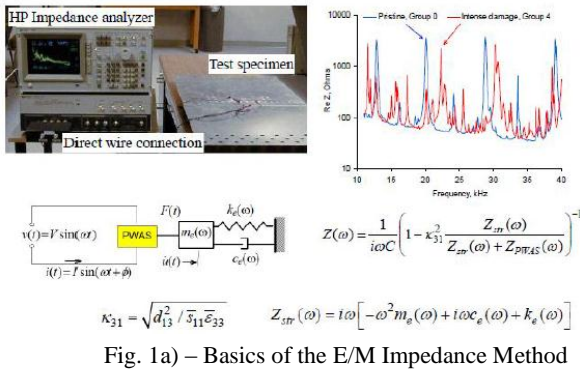 HP Impedance analyzer
Test specimen
Direct wire connection
Pristine, Group 0
Intense damage, Group 4
Re Z, Ohms
10000
1000
100
10
10 15 20 25 30 35 40
Frequency, kHz
v(t)=V sin(ωt)
PWAS
F(t)
k_e(ω)
m_e(ω)
c_e(ω)
u̇(t)
i(t)=Î sin(ωt+ϕ)
Z(ω) = 1/(iωC) (1 − κ²₃₁ Z_str(ω)/(Z_str(ω)+Z_PWAS(ω)))⁻¹
κ₃₁ = √(d²₁₃ / s̄₁₁ε̄₃₃)
Z_str(ω) = iω[−ω²m_e(ω)+iωc_e(ω)+k_e(ω)]
Fig. 1a) – Basics of the E/M Impedance Method